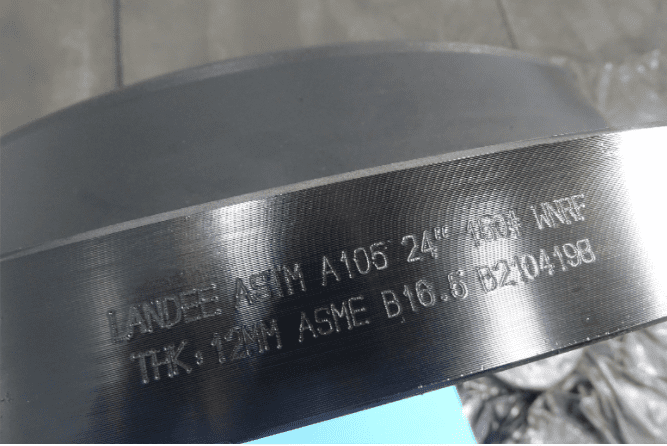 LANDEE ASTM A105 24" 150# WNRF
THK: 12MM ASME B16.5 B2104198